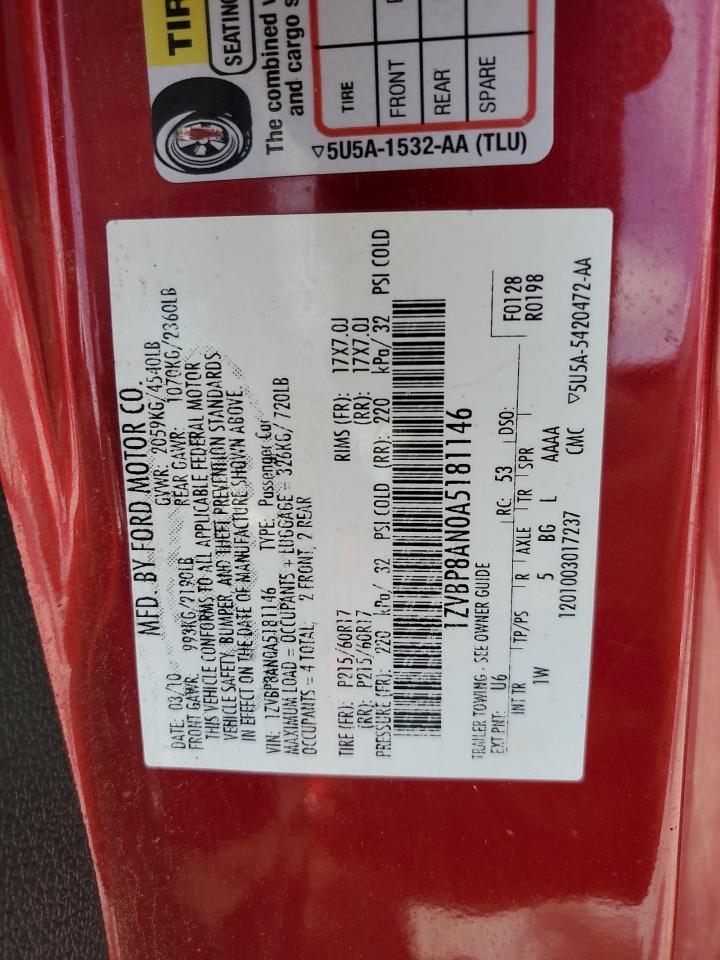 TIR
SEATING
The combined
and cargo s
TIRE
FRONT
REAR
SPARE
▽5U5A-1532-AA (TLU)
MFD. BY FORD MOTOR CO.
DATE: 03/10 GVWR: 2059KG/4540LB
FRONT GAWR: 993KG/2190LB REAR GAWR: 1070KG/2360LB
THIS VEHICLE CONFORMS TO ALL APPLICABLE FEDERAL MOTOR
VEHICLE SAFETY, BUMPER, AND THEFT PREVENTION STANDARDS
IN EFFECT ON THE DATE OF MANUFACTURE SHOWN ABOVE.
VIN: 1ZVBP8AN0A5181146 TYPE: Passenger Car
MAXIMUM LOAD = OCCUPANTS + LUGGAGE = 326KG/ 720LB
OCCUPANTS = 4 TOTAL; 2 FRONT, 2 REAR
TIRE (FR): P215/60R17 RIMS (FR): 17X7.0J
(RR): P215/60R17 (RR): 17X7.0J
PRESSURE(FR): 220 kPa/ 32 PSI COLD (RR): 220 kPa/ 32 PSI COLD
1ZVBP8AN0A5181146
TRAILER TOWING - SEE OWNER GUIDE
EXT PNT: U6 RC: 53 DSO: F0128
R0198
INT TR TP/PS R AXLE TR SPR
1W 5 BG L AAAA
1201003017237 CMC ▽5U5A-5420472-AA